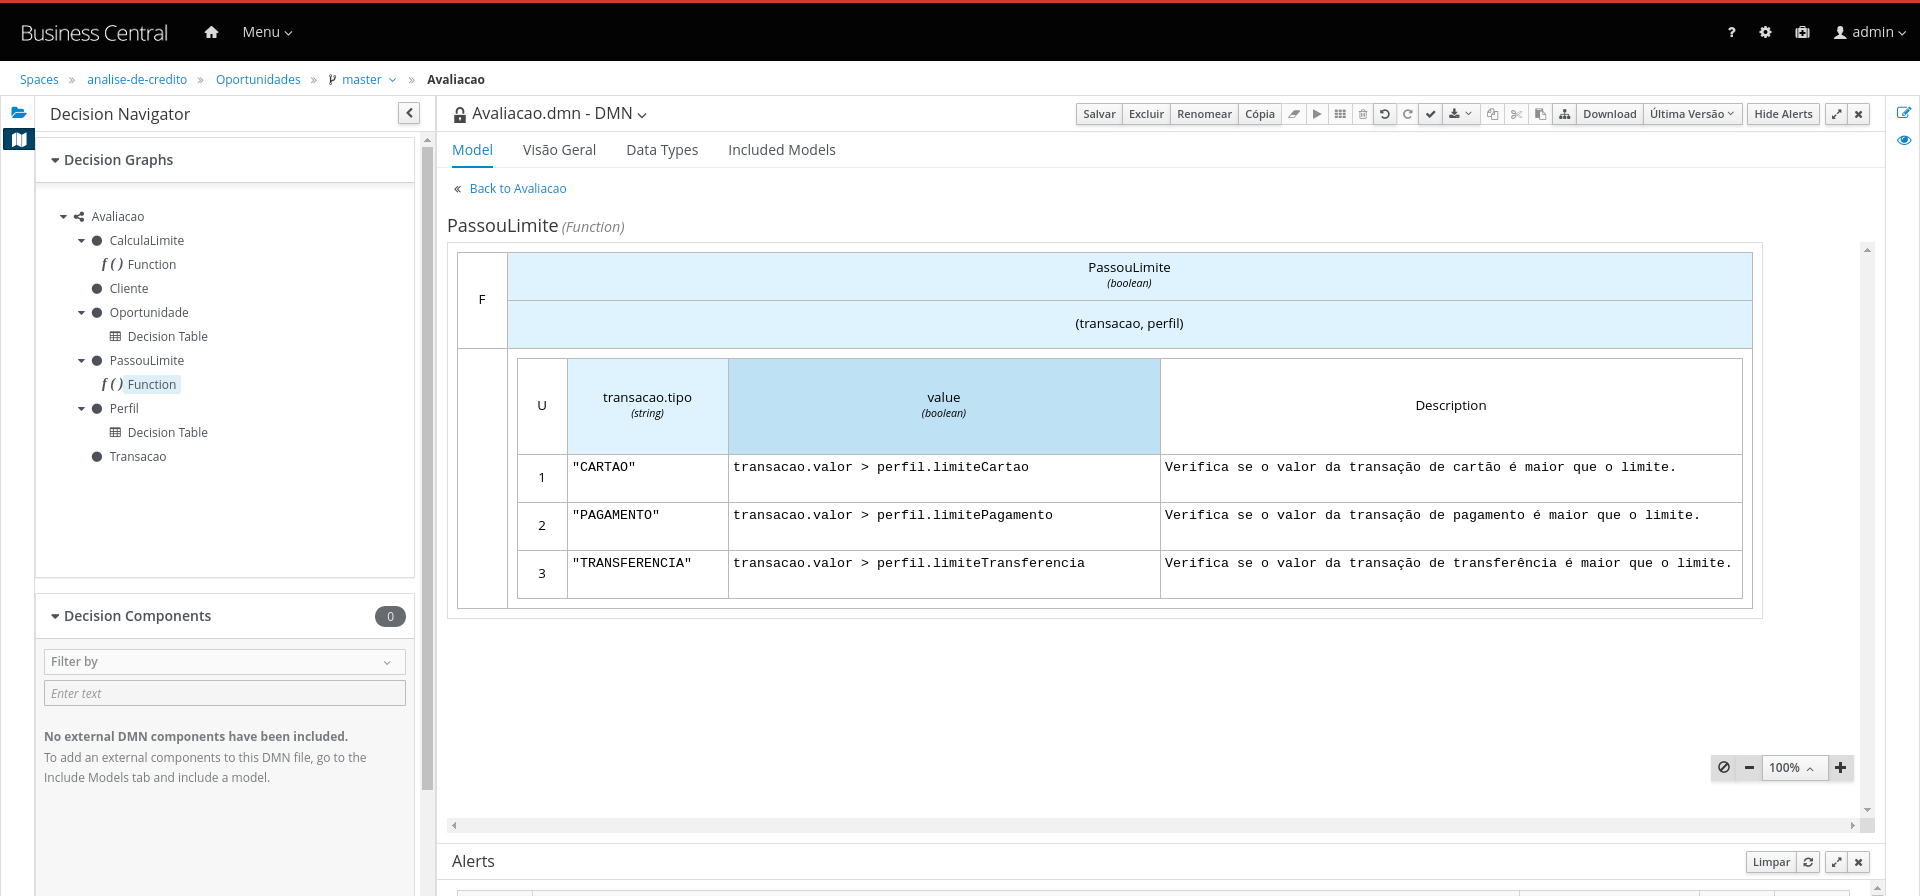 Business Central
Menu
?
admin
Spaces » analise-de-credito » Oportunidades » master » Avaliacao
Decision Navigator
Decision Graphs
Avaliacao
CalculaLimite
f ( ) Function
Cliente
Oportunidade
Decision Table
PassouLimite
f ( ) Function
Perfil
Decision Table
Transacao
Decision Components 0
Filter by
Enter text
No external DMN components have been included.
To add an external components to this DMN file, go to the
Include Models tab and include a model.
Avaliacao.dmn - DMN
Salvar Excluir Renomear Cópia Download Última Versão Hide Alerts
Model Visão Geral Data Types Included Models
« Back to Avaliacao
PassouLimite (Function)
F
PassouLimite
(boolean)
(transacao, perfil)
U
transacao.tipo
(string)
value
(boolean)
Description
1 "CARTAO" transacao.valor > perfil.limiteCartao Verifica se o valor da transação de cartão é maior que o limite.
2 "PAGAMENTO" transacao.valor > perfil.limitePagamento Verifica se o valor da transação de pagamento é maior que o limite.
3 "TRANSFERENCIA" transacao.valor > perfil.limiteTransferencia Verifica se o valor da transação de transferência é maior que o limite.
100%
Alerts
Limpar